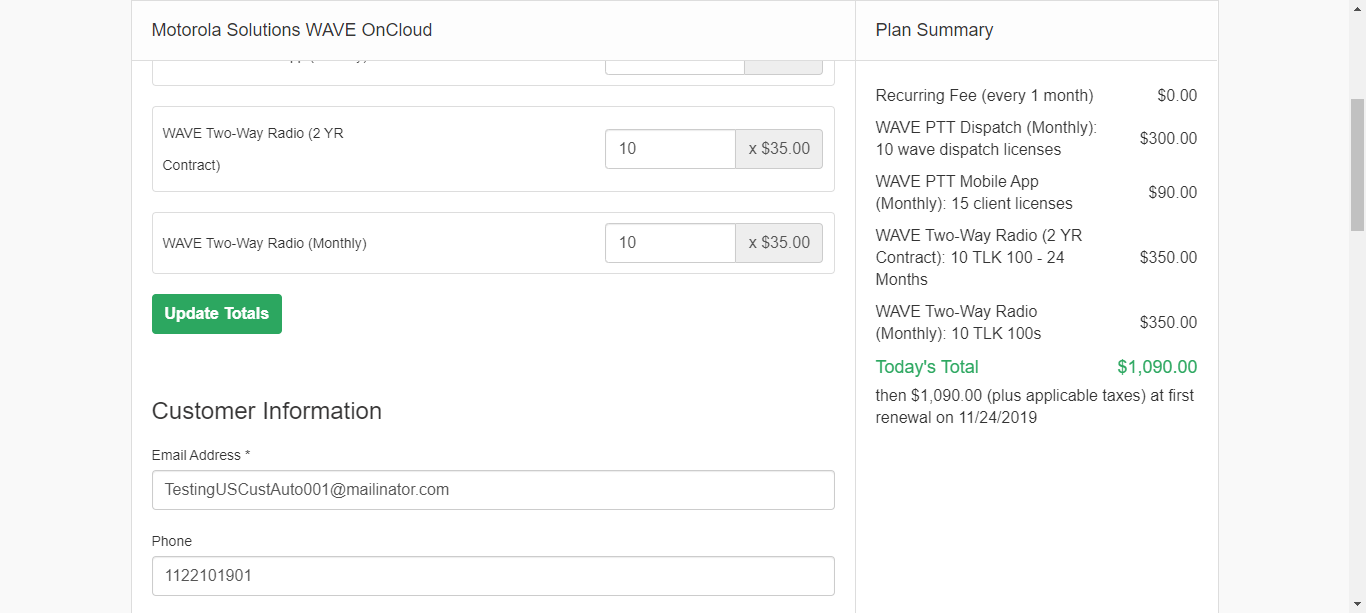 Motorola Solutions WAVE OnCloud
WAVE Two-Way Radio (2 YR
Contract)
10
x $35.00
WAVE Two-Way Radio (Monthly)
10
x $35.00
Update Totals
Customer Information
Email Address *
TestingUSCustAuto001@mailinator.com
Phone
1122101901
Plan Summary
Recurring Fee (every 1 month)
$0.00
WAVE PTT Dispatch (Monthly):
10 wave dispatch licenses
$300.00
WAVE PTT Mobile App
(Monthly): 15 client licenses
$90.00
WAVE Two-Way Radio (2 YR
Contract): 10 TLK 100 - 24
Months
$350.00
WAVE Two-Way Radio
(Monthly): 10 TLK 100s
$350.00
Today's Total
$1,090.00
then $1,090.00 (plus applicable taxes) at first
renewal on 11/24/2019